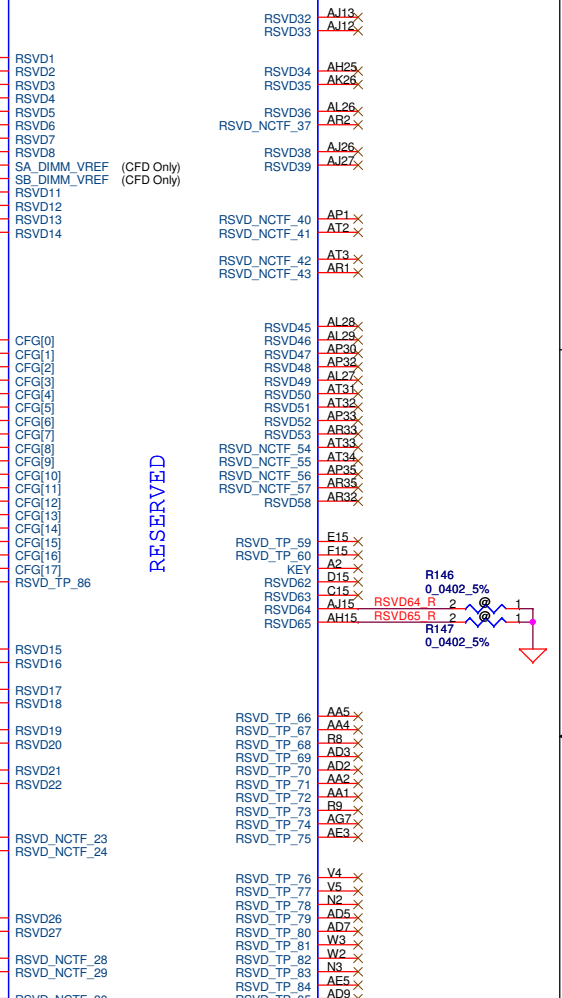 RSVD32 AJ13
RSVD33 AJ12
RSVD1
RSVD2 RSVD34 AH25
RSVD3 RSVD35 AK26
RSVD4
RSVD5 RSVD36 AL26
RSVD6 RSVD_NCTF_37 AR2
RSVD7
RSVD8 RSVD38 AJ26
SA_DIMM_VREF (CFD Only) RSVD39 AJ27
SB_DIMM_VREF (CFD Only)
RSVD11
RSVD12
RSVD13 RSVD_NCTF_40 AP1
RSVD14 RSVD_NCTF_41 AT2
RSVD_NCTF_42 AT3
RSVD_NCTF_43 AR1
RSVD45 AL28
CFG[0] RSVD46 AL29
CFG[1] RSVD47 AP30
CFG[2] RSVD48 AP32
CFG[3] RSVD49 AL27
CFG[4] RSVD50 AT31
CFG[5] RSVD51 AT32
CFG[6] RSVD52 AP33
CFG[7] RSVD53 AR33
CFG[8] RSVD_NCTF_54 AT33
CFG[9] RSVD_NCTF_55 AT34
CFG[10] RSVD_NCTF_56 AP35
CFG[11] RSVD_NCTF_57 AR35
CFG[12] RSVD58 AR32
RESERVED
CFG[13]
CFG[14]
CFG[15] RSVD_TP_59 E15
CFG[16] RSVD_TP_60 F15
CFG[17] KEY A2
RSVD_TP_86 RSVD62 D15
RSVD63 C15
R146
0_0402_5%
RSVD64 AJ15 RSVD64_R 2 @ 1
RSVD65 AH15 RSVD65_R 2 @ 1
R147
0_0402_5%
RSVD15
RSVD16
RSVD17
RSVD18
RSVD_TP_66 AA5
RSVD19 RSVD_TP_67 AA4
RSVD20 RSVD_TP_68 R8
RSVD_TP_69 AD3
RSVD21 RSVD_TP_70 AD2
RSVD22 RSVD_TP_71 AA2
RSVD_TP_72 AA1
RSVD_TP_73 R9
RSVD_TP_74 AG7
RSVD_NCTF_23 RSVD_TP_75 AE3
RSVD_NCTF_24
RSVD_TP_76 V4
RSVD_TP_77 V5
RSVD_TP_78 N2
RSVD26 RSVD_TP_79 AD5
RSVD27 RSVD_TP_80 AD7
RSVD_TP_81 W3
RSVD_NCTF_28 RSVD_TP_82 W2
RSVD_NCTF_29 RSVD_TP_83 N3
RSVD_TP_84 AE5
AD9